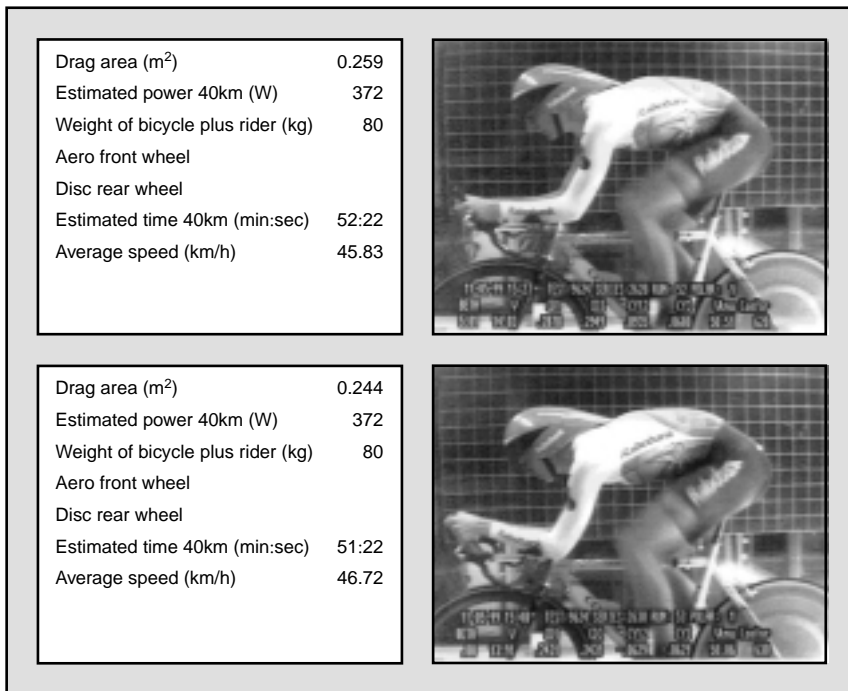 Drag area (m²) 0.259
Estimated power 40km (W) 372
Weight of bicycle plus rider (kg) 80
Aero front wheel
Disc rear wheel
Estimated time 40km (min:sec) 52:22
Average speed (km/h) 45.83
Drag area (m²) 0.244
Estimated power 40km (W) 372
Weight of bicycle plus rider (kg) 80
Aero front wheel
Disc rear wheel
Estimated time 40km (min:sec) 51:22
Average speed (km/h) 46.72